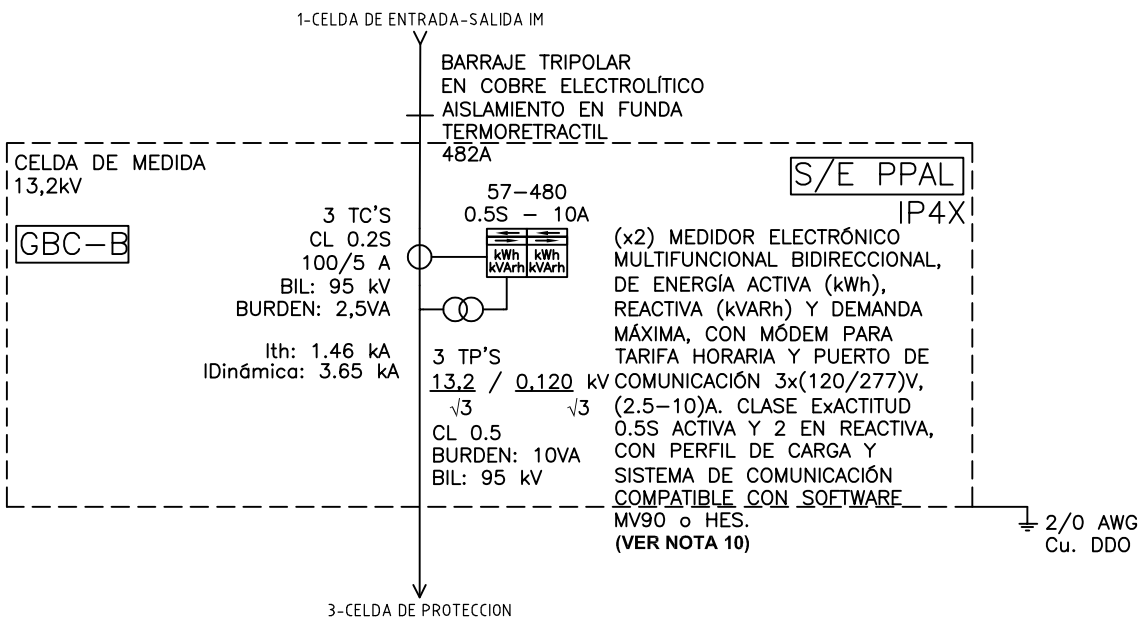 1-CELDA DE ENTRADA-SALIDA IM
BARRAJE TRIPOLAR
EN COBRE ELECTROLÍTICO
AISLAMIENTO EN FUNDA
TERMORETRACTIL
482A
CELDA DE MEDIDA
13,2kV
GBC-B
S/E PPAL
IP4X
3 TC'S
CL 0.2S
100/5 A
BIL: 95 kV
BURDEN: 2,5VA
Ith: 1.46 kA
IDinámica: 3.65 kA
57-480
0.5S - 10A
kWh kWh
kVArh kVArh
3 TP'S
13,2 / 0,120 kV
√3 √3
CL 0.5
BURDEN: 10VA
BIL: 95 kV
(x2) MEDIDOR ELECTRÓNICO
MULTIFUNCIONAL BIDIRECCIONAL,
DE ENERGÍA ACTIVA (kWh),
REACTIVA (kVARh) Y DEMANDA
MÁXIMA, CON MÓDEM PARA
TARIFA HORARIA Y PUERTO DE
COMUNICACIÓN 3x(120/277)V,
(2.5-10)A. CLASE ExACTITUD
0.5S ACTIVA Y 2 EN REACTIVA,
CON PERFIL DE CARGA Y
SISTEMA DE COMUNICACIÓN
COMPATIBLE CON SOFTWARE
MV90 o HES.
(VER NOTA 10)
2/0 AWG
Cu. DDO
3-CELDA DE PROTECCION